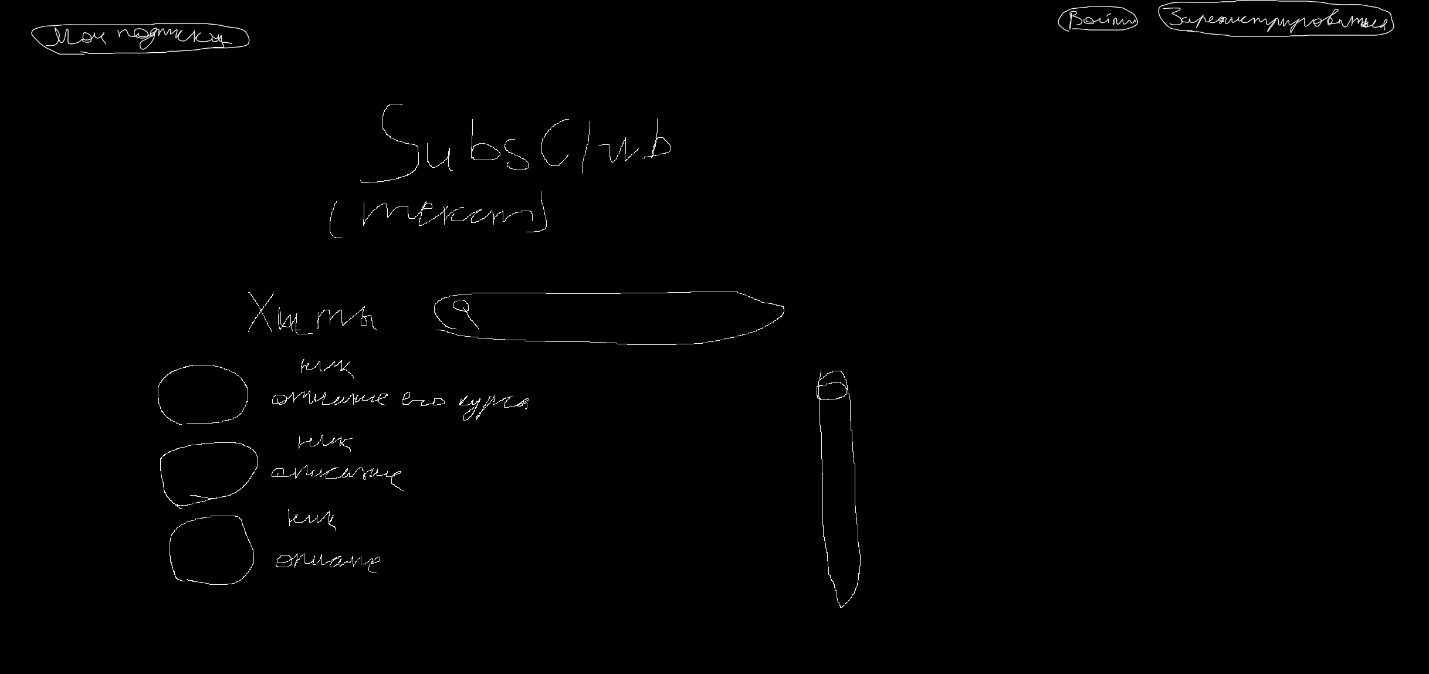 Мои подписки
Войти
Зарегистрироваться
SubsClub
(текст)
Хиты
ник
описание его курса
ник
описание
ник
описание